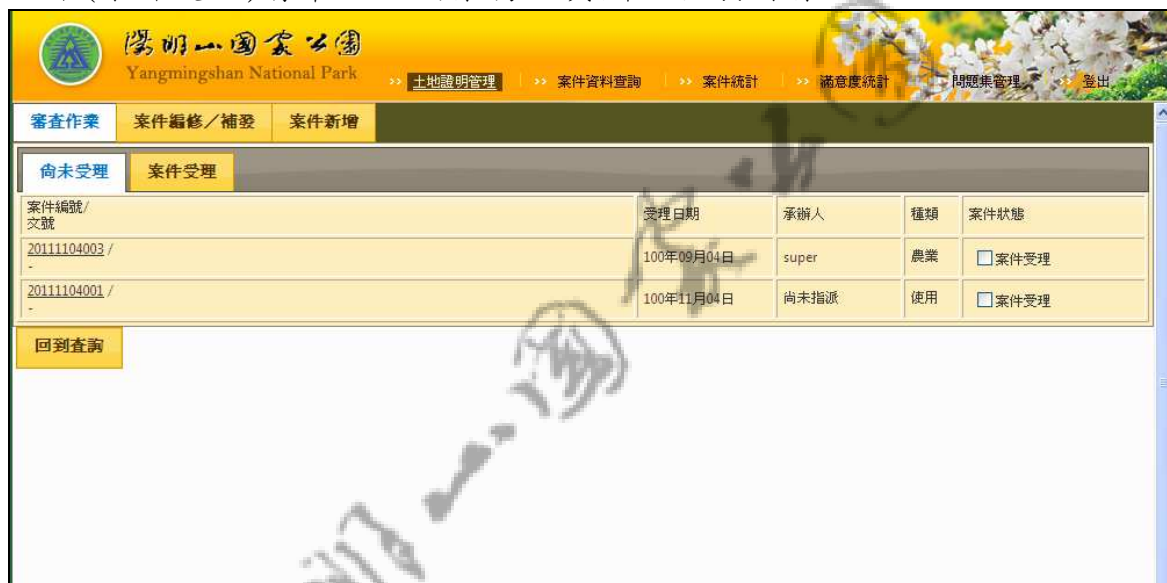 陽明山國家公園
Yangmingshan National Park
>> 土地證明管理 >> 案件資料查詢 >> 案件統計 >> 滿意度統計 問題集管理 >> 登出
審查作業 案件編修／補發 案件新增
尚未受理 案件受理
案件編號/
文號 受理日期 承辦人 種類 案件狀態
20111104003 /
- 100年09月04日 super 農業 案件受理
20111104001 /
- 100年11月04日 尚未指派 使用 案件受理
回到查詢